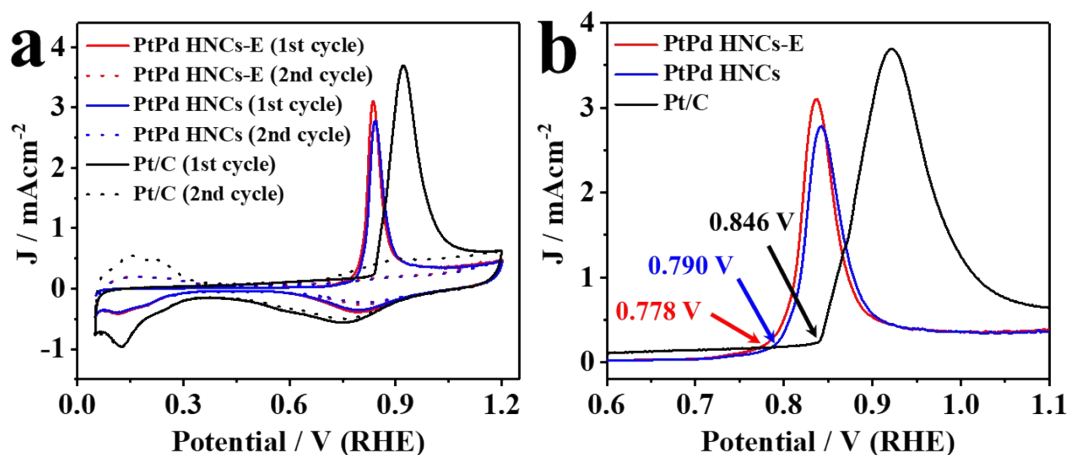 a
PtPd HNCs-E (1st cycle)
PtPd HNCs-E (2nd cycle)
PtPd HNCs (1st cycle)
PtPd HNCs (2nd cycle)
Pt/C (1st cycle)
Pt/C (2nd cycle)
J / mAcm⁻²
4
3
2
1
0
-1
0.0 0.3 0.6 0.9 1.2
Potential / V (RHE)
b
PtPd HNCs-E
PtPd HNCs
Pt/C
0.846 V
0.790 V
0.778 V
J / mAcm⁻²
4
3
2
1
0
0.6 0.7 0.8 0.9 1.0 1.1
Potential / V (RHE)